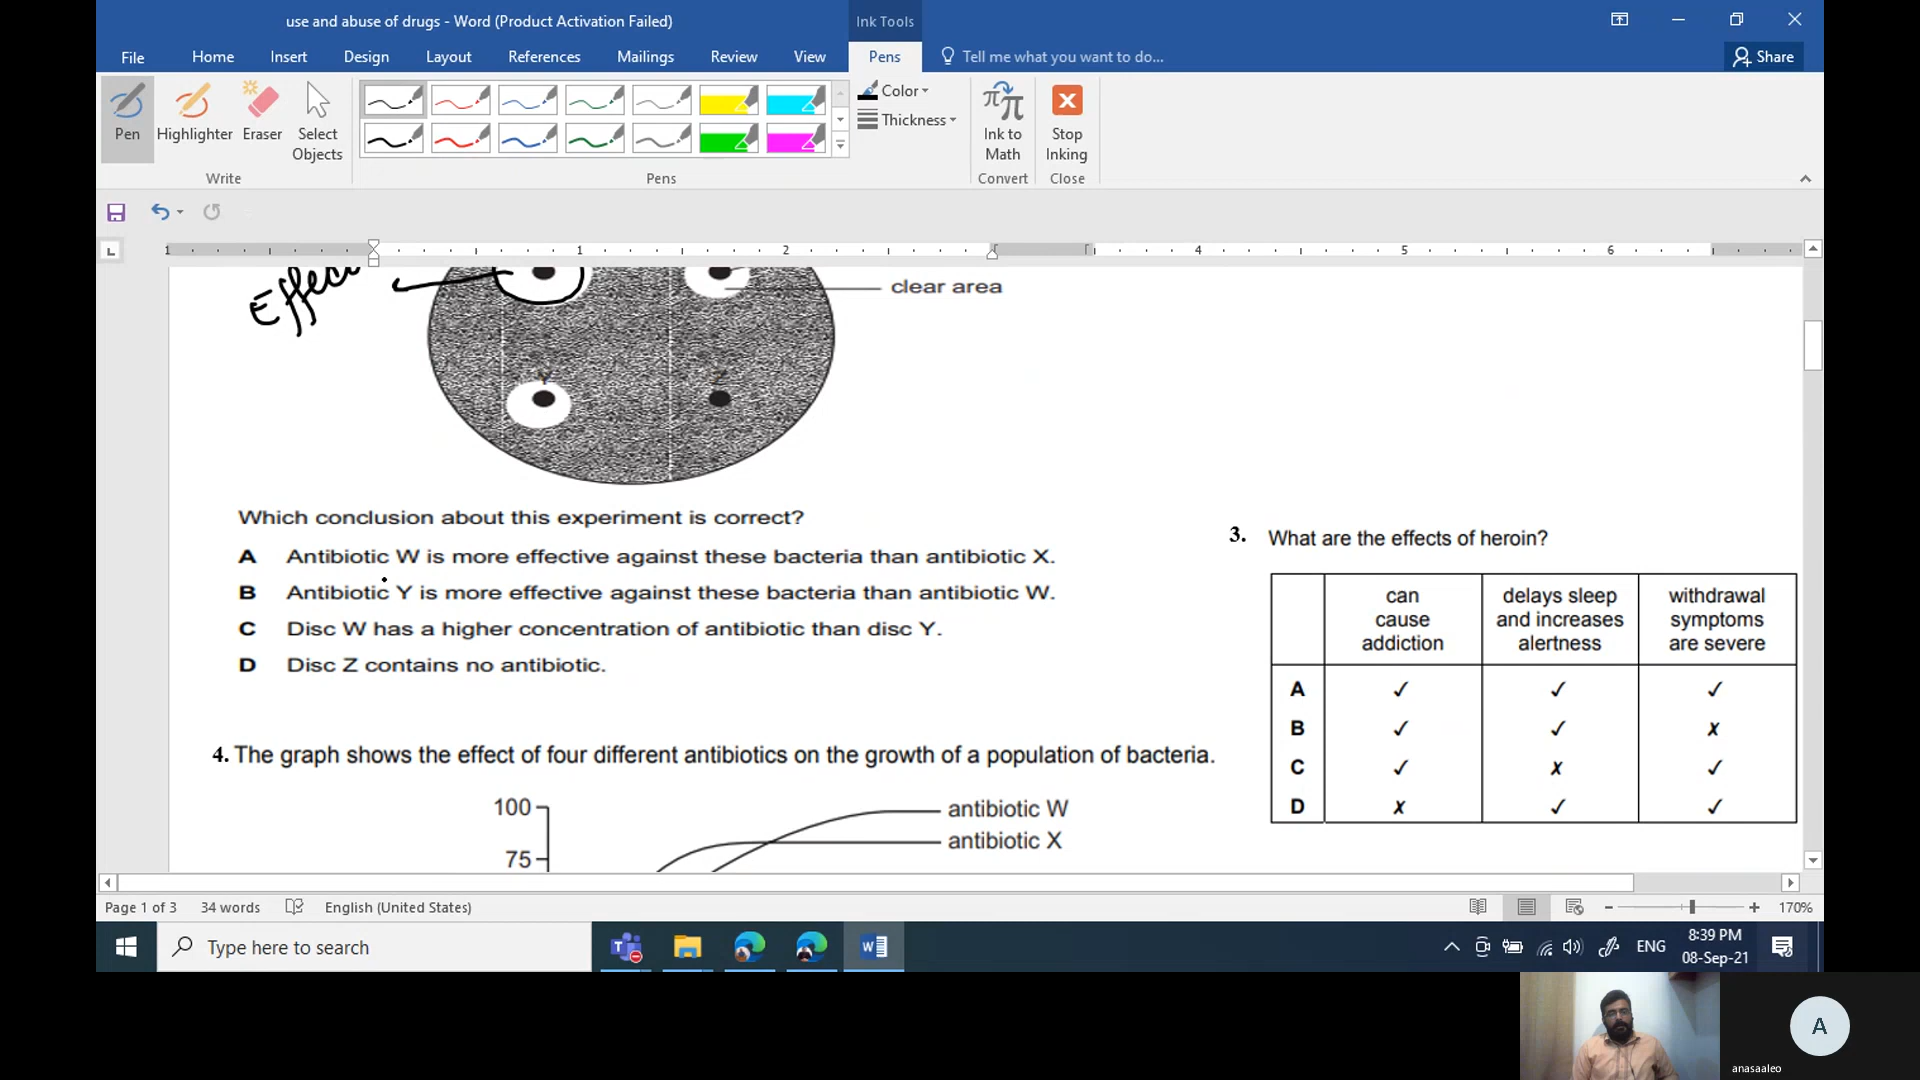 use and abuse of drugs - Word (Product Activation Failed)
Ink Tools
File
Home
Insert
Design
Layout
References
Mailings
Review
View
Pens
Tell me what you want to do...
Share
Pen
Highlighter
Eraser
Select
Objects
Color
Thickness
Ink to
Math
Stop
Inking
Write
Pens
Convert
Close
L
1
1
2
4
5
6
clear area
Y
Z
Which conclusion about this experiment is correct?
A Antibiotic W is more effective against these bacteria than antibiotic X.
B Antibiotic Y is more effective against these bacteria than antibiotic W.
C Disc W has a higher concentration of antibiotic than disc Y.
D Disc Z contains no antibiotic.
3. What are the effects of heroin?
can
cause
addiction
delays sleep
and increases
alertness
withdrawal
symptoms
are severe
A ✓ ✓ ✓
B ✓ ✓ ✗
C ✓ ✗ ✓
D ✗ ✓ ✓
4. The graph shows the effect of four different antibiotics on the growth of a population of bacteria.
100
antibiotic W
antibiotic X
75
Page 1 of 3
34 words
English (United States)
170%
Type here to search
ENG
8:39 PM
08-Sep-21
A
anasaaleo